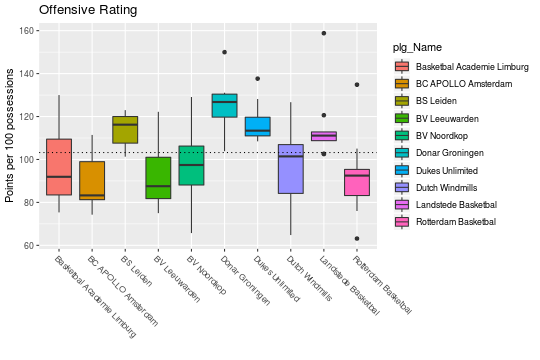 Offensive Rating
Points per 100 possessions
160
140
120
100
80
60
Basketbal Academie Limburg
BC APOLLO Amsterdam
BS Leiden
BV Leeuwarden
BV Noordkop
Donar Groningen
Dukes Unlimited
Dutch Windmills
Landstede Basketbal
Rotterdam Basketbal
plg_Name
Basketbal Academie Limburg
BC APOLLO Amsterdam
BS Leiden
BV Leeuwarden
BV Noordkop
Donar Groningen
Dukes Unlimited
Dutch Windmills
Landstede Basketbal
Rotterdam Basketbal